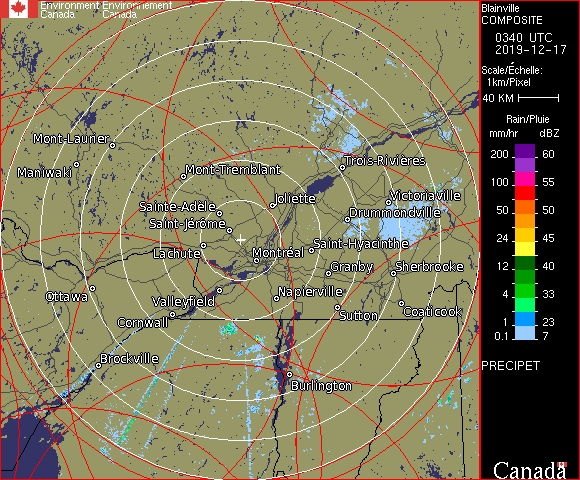 Environment Environnement
Canada Canada
Blainville
COMPOSITE
0340 UTC
2019-12-17
Scale/Échelle:
1km/Pixel
40 KM
Rain/Pluie
mm/hr dBZ
200 60
100 55
50 50
24 45
12 40
4 33
1 23
0.1 7
PRECIPET
Canada
Mont-Laurier
Maniwaki
Mont-Tremblant
Trois-Rivières
Joliette
Victoriaville
Sainte-Adele
Drummondville
Saint-Jérôme
Saint-Hyacinthe
Lachute
Montréal
Granby
Sherbrooke
Ottawa
Valleyfield
Napierville
Cornwall
Sutton
Coaticook
Brockville
Burlington